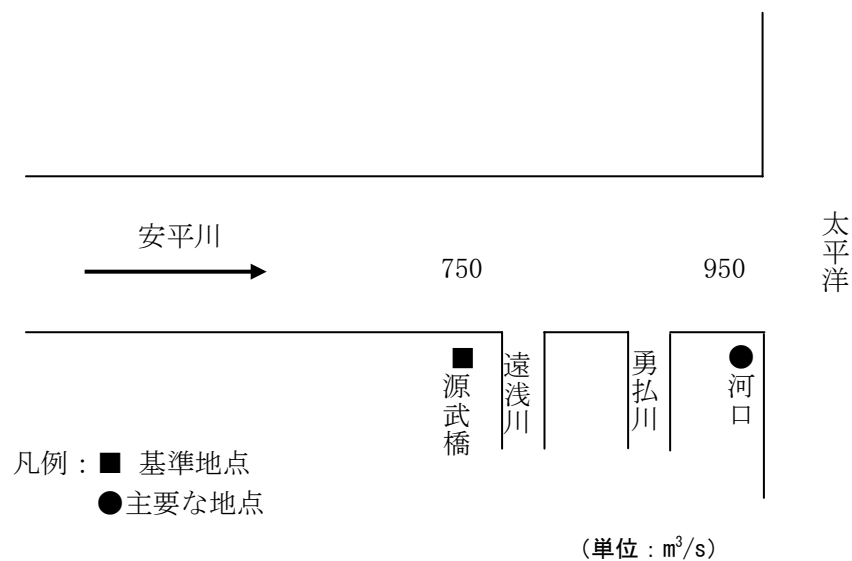 安平川
750
950
太平洋
源武橋
遠浅川
勇払川
河口
凡例：■ 基準地点
●主要な地点
（単位：m³/s）